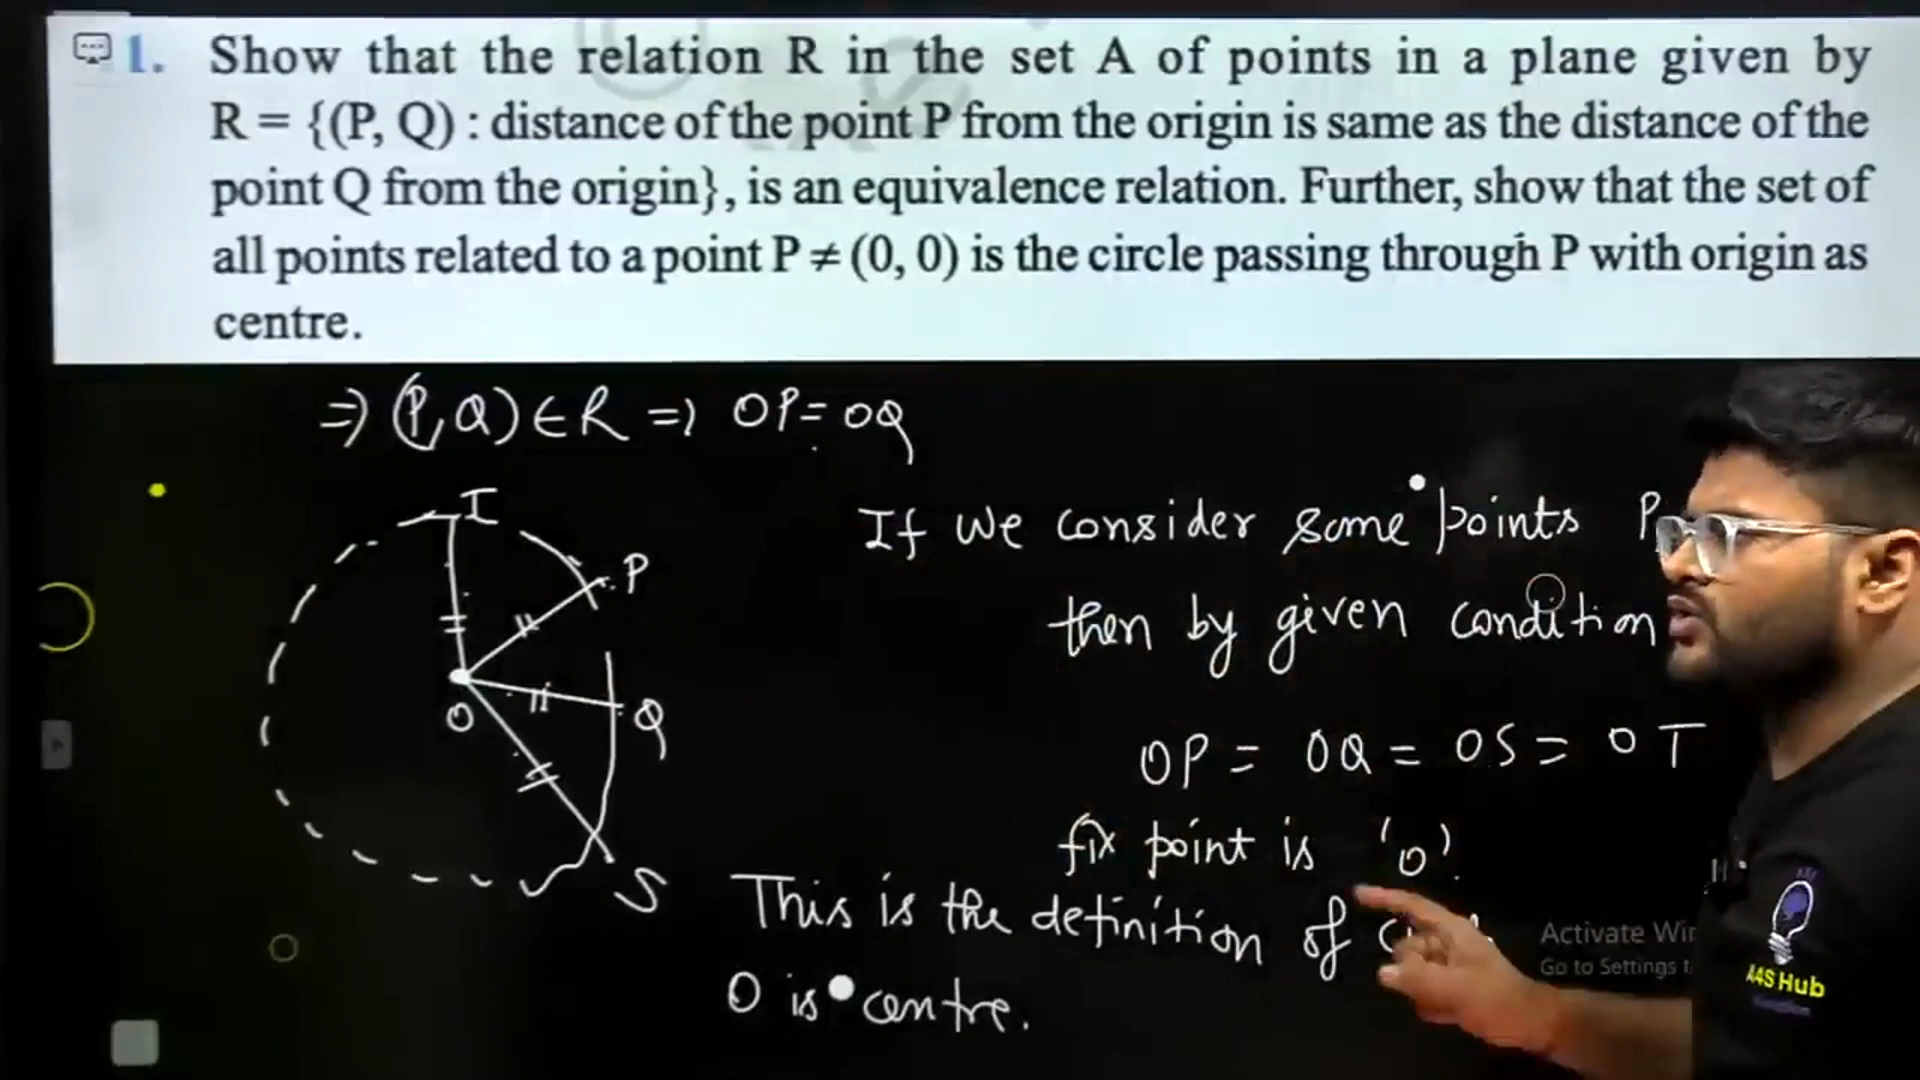 1. Show that the relation R in the set A of points in a plane given by
R = {(P, Q) : distance of the point P from the origin is same as the distance of the
point Q from the origin}, is an equivalence relation. Further, show that the set of
all points related to a point P ≠ (0, 0) is the circle passing through P with origin as
centre.
⇒ (P, Q) ∈ R ⇒ OP = OQ
T
P
O
Q
S
If we consider some points P
then by given condition
OP = OQ = OS = OT
fix point is 'O'.
This is the definition of
O is centre.
Activate Win
Go to Settings t
A4S Hub